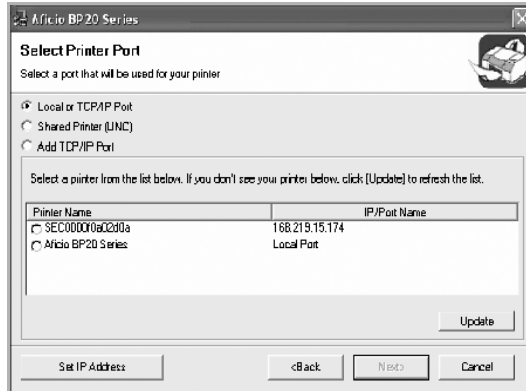 Aficio BP20 Series
Select Printer Port
Select a port that will be used for your printer
Local or TCP/IP Port
Shared Printer (UNC)
Add TCP/IP Port
Select a printer from the list below. If you don't see your printer below, click [Update] to refresh the list.
Printer Name IP/Port Name
SEC0000f0a02d0a 168.219.15.174
Aficio BP20 Series Local Port
Update
Set IP Address <Back Next> Cancel